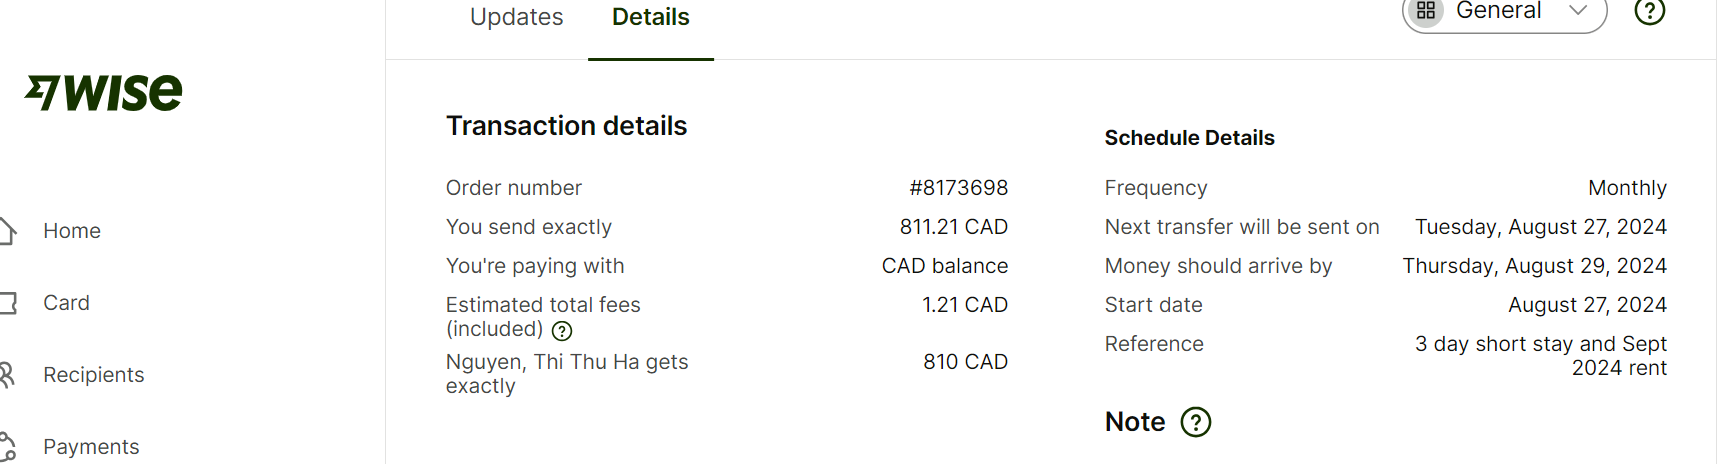 Updates Details General
wise
Home
Card
Recipients
Payments
Transaction details
Order number #8173698
You send exactly 811.21 CAD
You're paying with CAD balance
Estimated total fees 1.21 CAD
(included) ?
Nguyen, Thi Thu Ha gets 810 CAD
exactly
Schedule Details
Frequency Monthly
Next transfer will be sent on Tuesday, August 27, 2024
Money should arrive by Thursday, August 29, 2024
Start date August 27, 2024
Reference 3 day short stay and Sept
2024 rent
Note ?